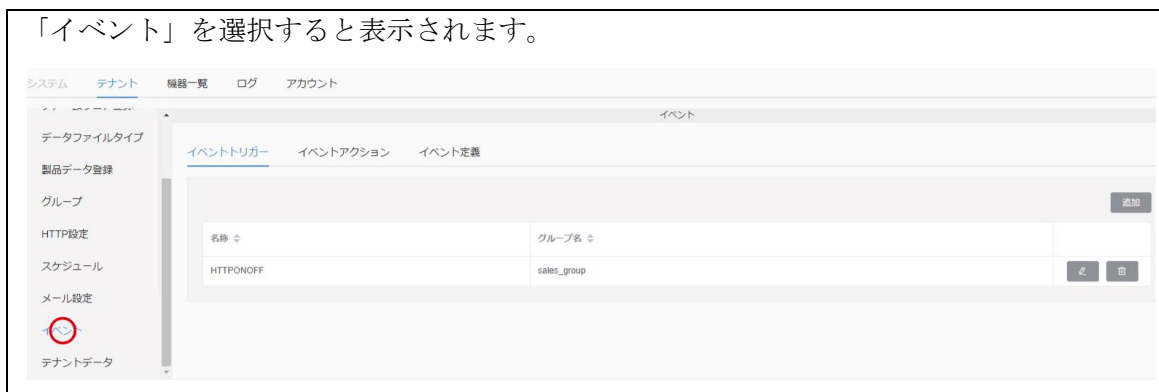 「イベント」を選択すると表示されます。
システム テナント 機器一覧 ログ アカウント
イベント
データファイルタイプ
イベントトリガー イベントアクション イベント定義
製品データ登録
グループ
追加
HTTP設定
名称 グループ名
スケジュール
HTTPONOFF sales_group
メール設定
イベント
テナントデータ